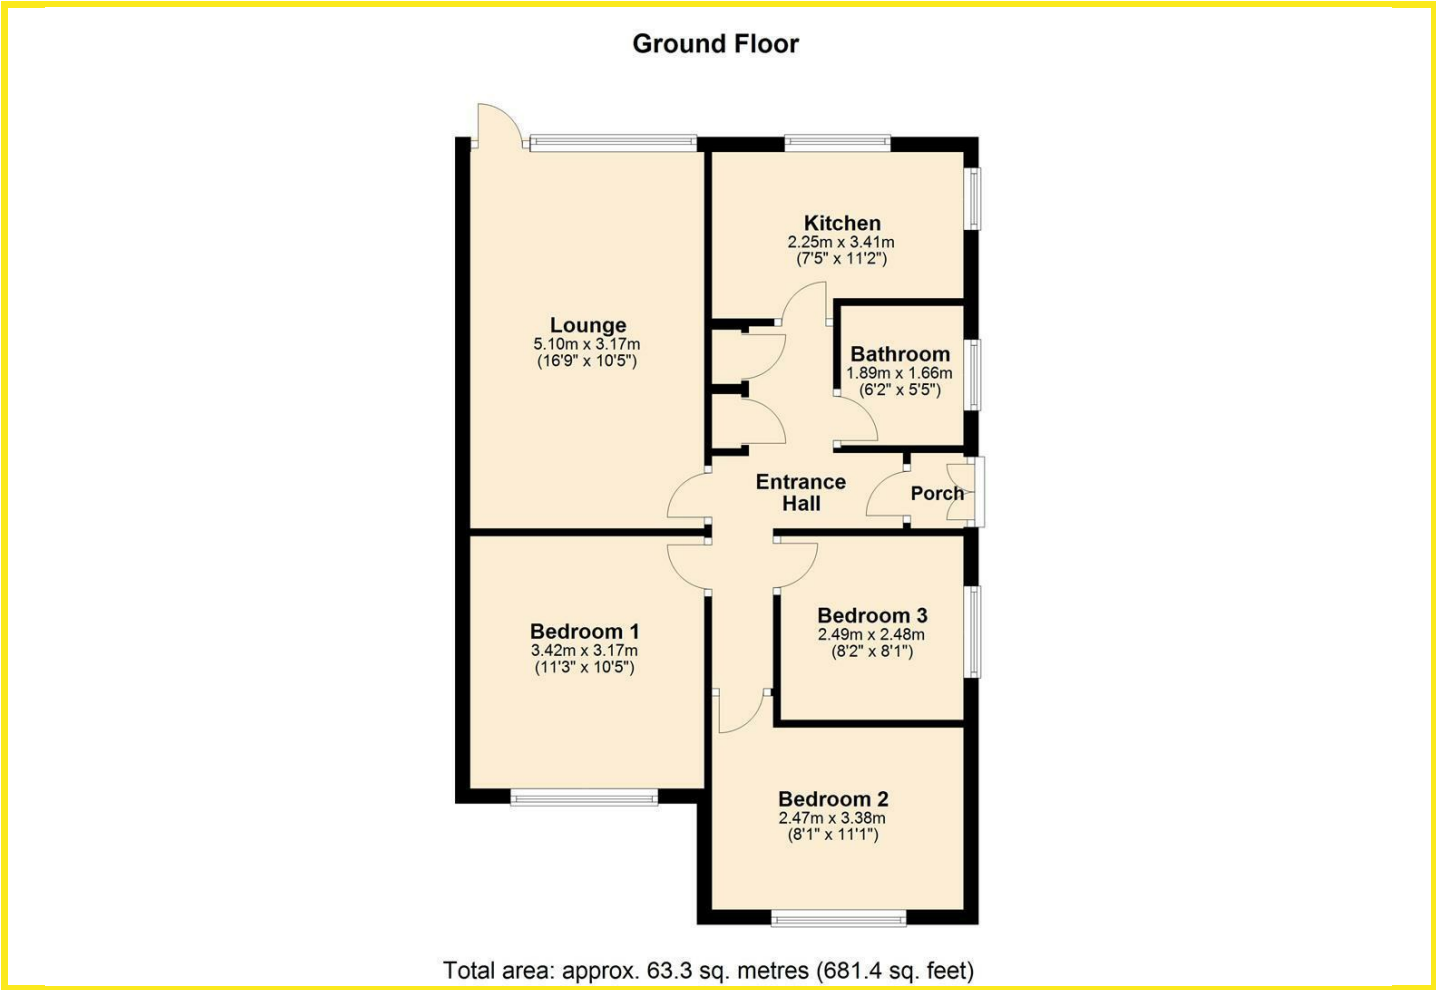 Ground Floor
Kitchen
2.25m x 3.41m
(7'5" x 11'2")
Lounge
5.10m x 3.17m
(16'9" x 10'5")
Bathroom
1.89m x 1.66m
(6'2" x 5'5")
Entrance
Hall
Porch
Bedroom 1
3.42m x 3.17m
(11'3" x 10'5")
Bedroom 3
2.49m x 2.48m
(8'2" x 8'1")
Bedroom 2
2.47m x 3.38m
(8'1" x 11'1")
Total area: approx. 63.3 sq. metres (681.4 sq. feet)